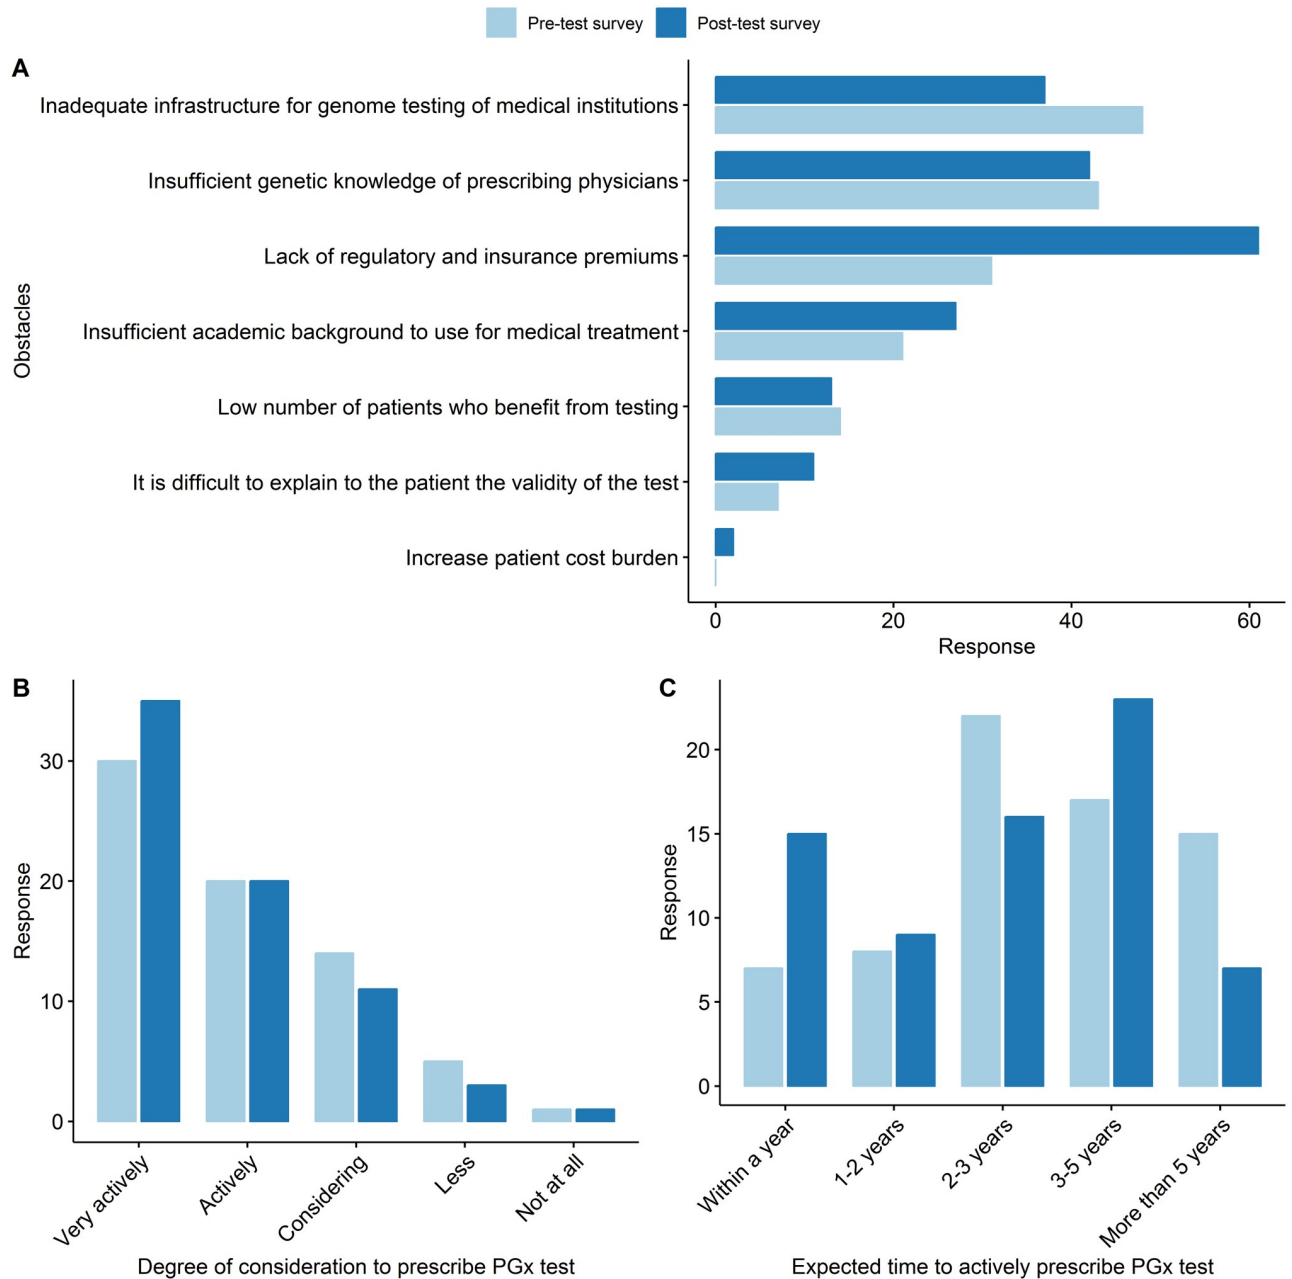 Pre-test survey Post-test survey
A
Inadequate infrastructure for genome testing of medical institutions
Insufficient genetic knowledge of prescribing physicians
Lack of regulatory and insurance premiums
Insufficient academic background to use for medical treatment
Low number of patients who benefit from testing
It is difficult to explain to the patient the validity of the test
Increase patient cost burden
Obstacles
0 20 40 60
Response
B
30
20
10
0
Response
Very actively
Actively
Considering
Less
Not at all
Degree of consideration to prescribe PGx test
C
20
15
10
5
0
Response
Within a year
1-2 years
2-3 years
3-5 years
More than 5 years
Expected time to actively prescribe PGx test